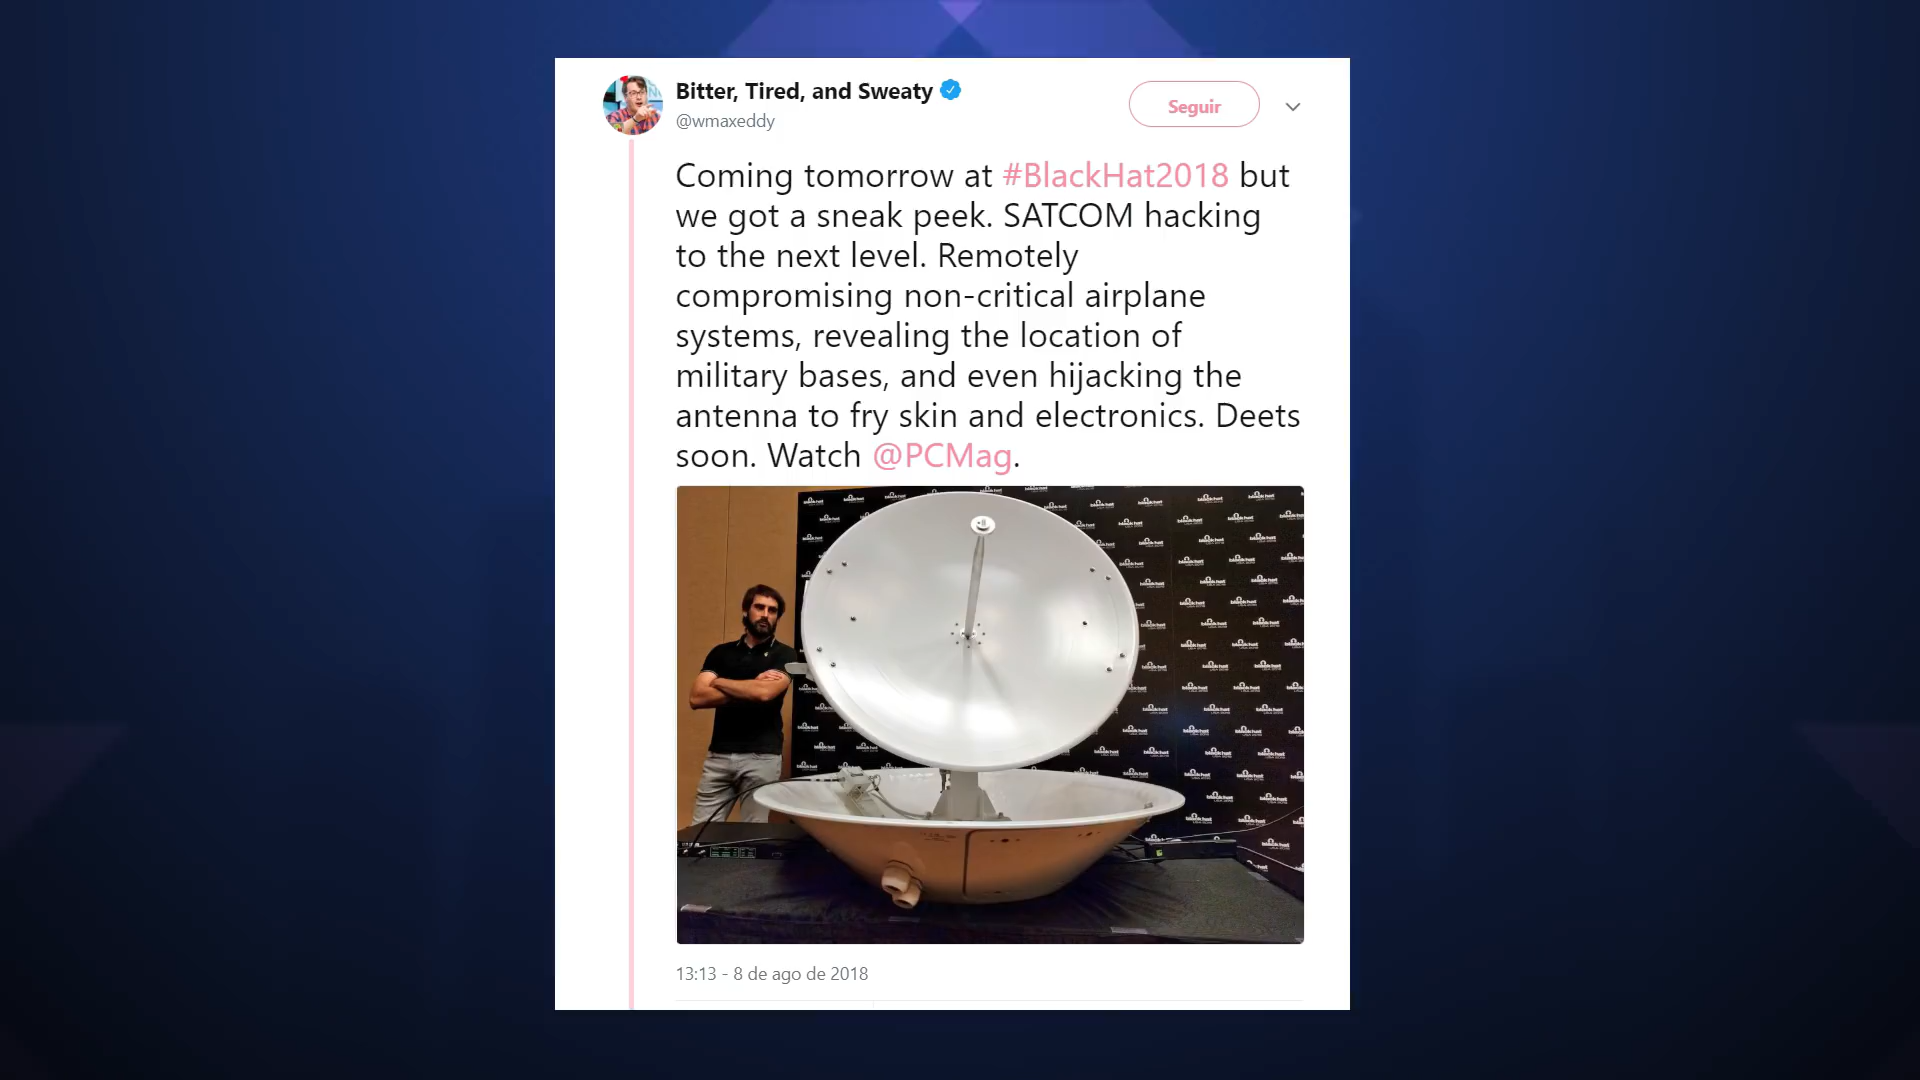 Bitter, Tired, and Sweaty
@wmaxeddy
Seguir
Coming tomorrow at #BlackHat2018 but
we got a sneak peek. SATCOM hacking
to the next level. Remotely
compromising non-critical airplane
systems, revealing the location of
military bases, and even hijacking the
antenna to fry skin and electronics. Deets
soon. Watch @PCMag.
13:13 - 8 de ago de 2018